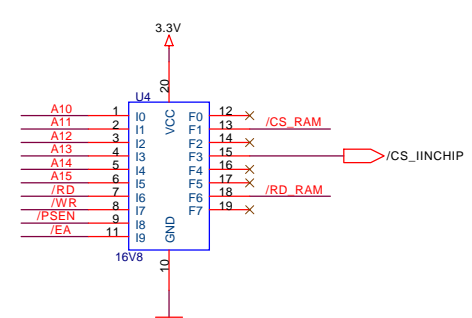 3.3V
U4
20
VCC
A10 1 I0 F0 12
A11 2 I1 F1 13 /CS_RAM
A12 3 I2 F2 14
A13 4 I3 F3 15 /CS_IINCHIP
A14 5 I4 F4 16
A15 6 I5 F5 17
/RD 7 I6 F6 18 /RD_RAM
/WR 8 I7 F7 19
/PSEN 9 I8
/EA 11 I9
GND
16V8
10